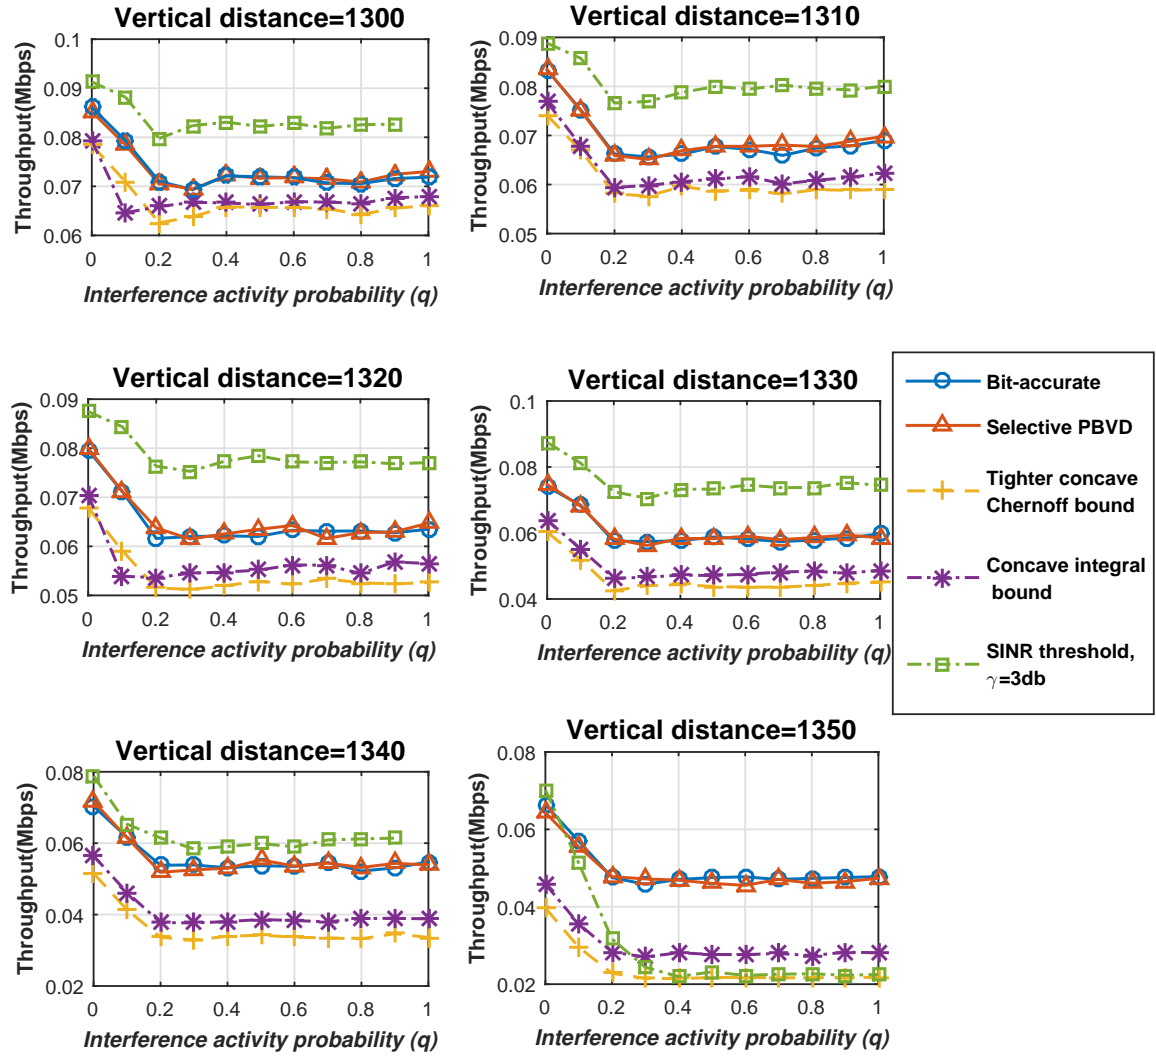 Vertical distance=1300
Throughput(Mbps)
0.1
0.09
0.08
0.07
0.06
0 0.2 0.4 0.6 0.8 1
Interference activity probability (q)
Vertical distance=1310
Throughput(Mbps)
0.09
0.08
0.07
0.06
0.05
0 0.2 0.4 0.6 0.8 1
Interference activity probability (q)
Vertical distance=1320
Throughput(Mbps)
0.09
0.08
0.07
0.06
0.05
0 0.2 0.4 0.6 0.8 1
Interference activity probability (q)
Vertical distance=1330
Throughput(Mbps)
0.1
0.08
0.06
0.04
0 0.2 0.4 0.6 0.8 1
Interference activity probability (q)
Bit-accurate
Selective PBVD
Tighter concave
Chernoff bound
Concave integral
bound
SINR threshold,
γ=3db
Vertical distance=1340
Throughput(Mbps)
0.08
0.06
0.04
0.02
0 0.2 0.4 0.6 0.8 1
Interference activity probability (q)
Vertical distance=1350
Throughput(Mbps)
0.08
0.06
0.04
0.02
0 0.2 0.4 0.6 0.8 1
Interference activity probability (q)